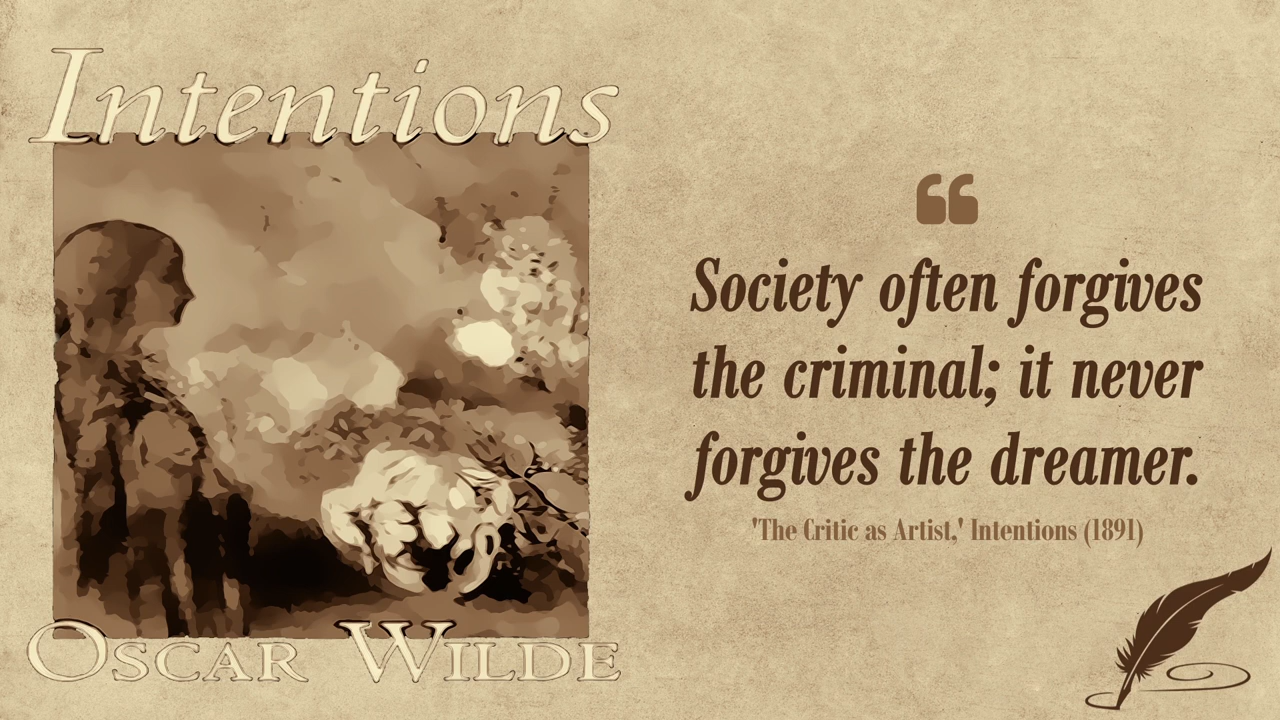 Intentions
Oscar Wilde
“
Society often forgives
the criminal; it never
forgives the dreamer.
'The Critic as Artist,' Intentions (1891)